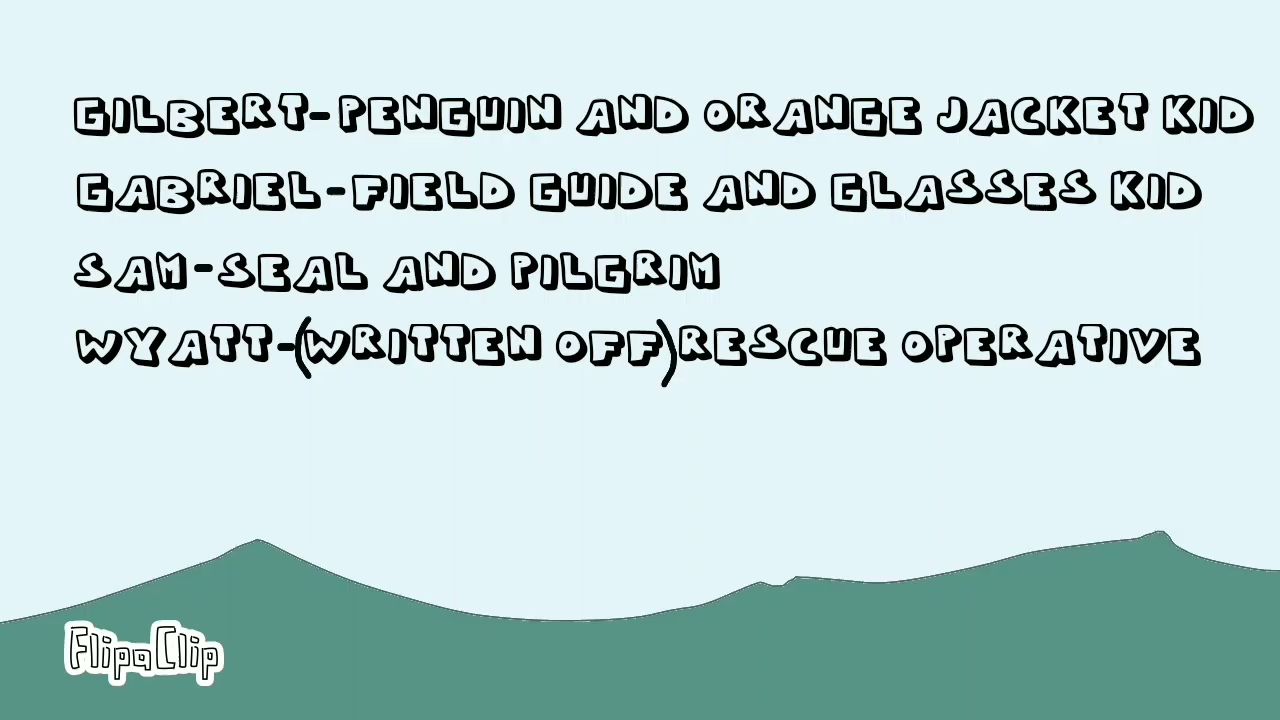 GILBERT-PENGUIN AND ORANGE JACKET KID
GABRIEL-FIELD GUIDE AND GLASSES KID
SAM-SEAL AND PILGRIM
WYATT-(WRITTEN OFF)RESCUE OPERATIVE
FlipaClip